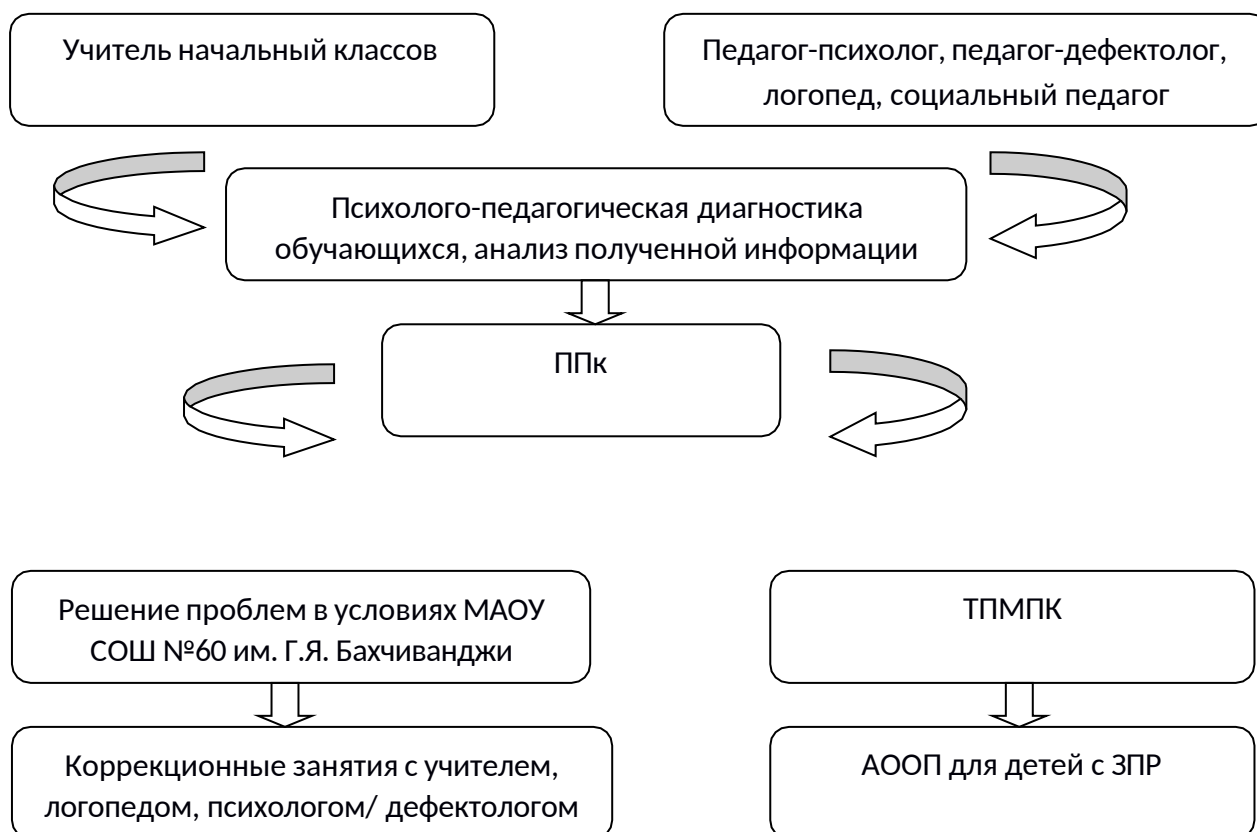 Учитель начальный классов
Педагог-психолог, педагог-дефектолог,
логопед, социальный педагог
Психолого-педагогическая диагностика
обучающихся, анализ полученной информации
ППк
Решение проблем в условиях МАОУ
СОШ №60 им. Г.Я. Бахчиванджи
ТПМПК
Коррекционные занятия с учителем,
логопедом, психологом/ дефектологом
АООП для детей с ЗПР